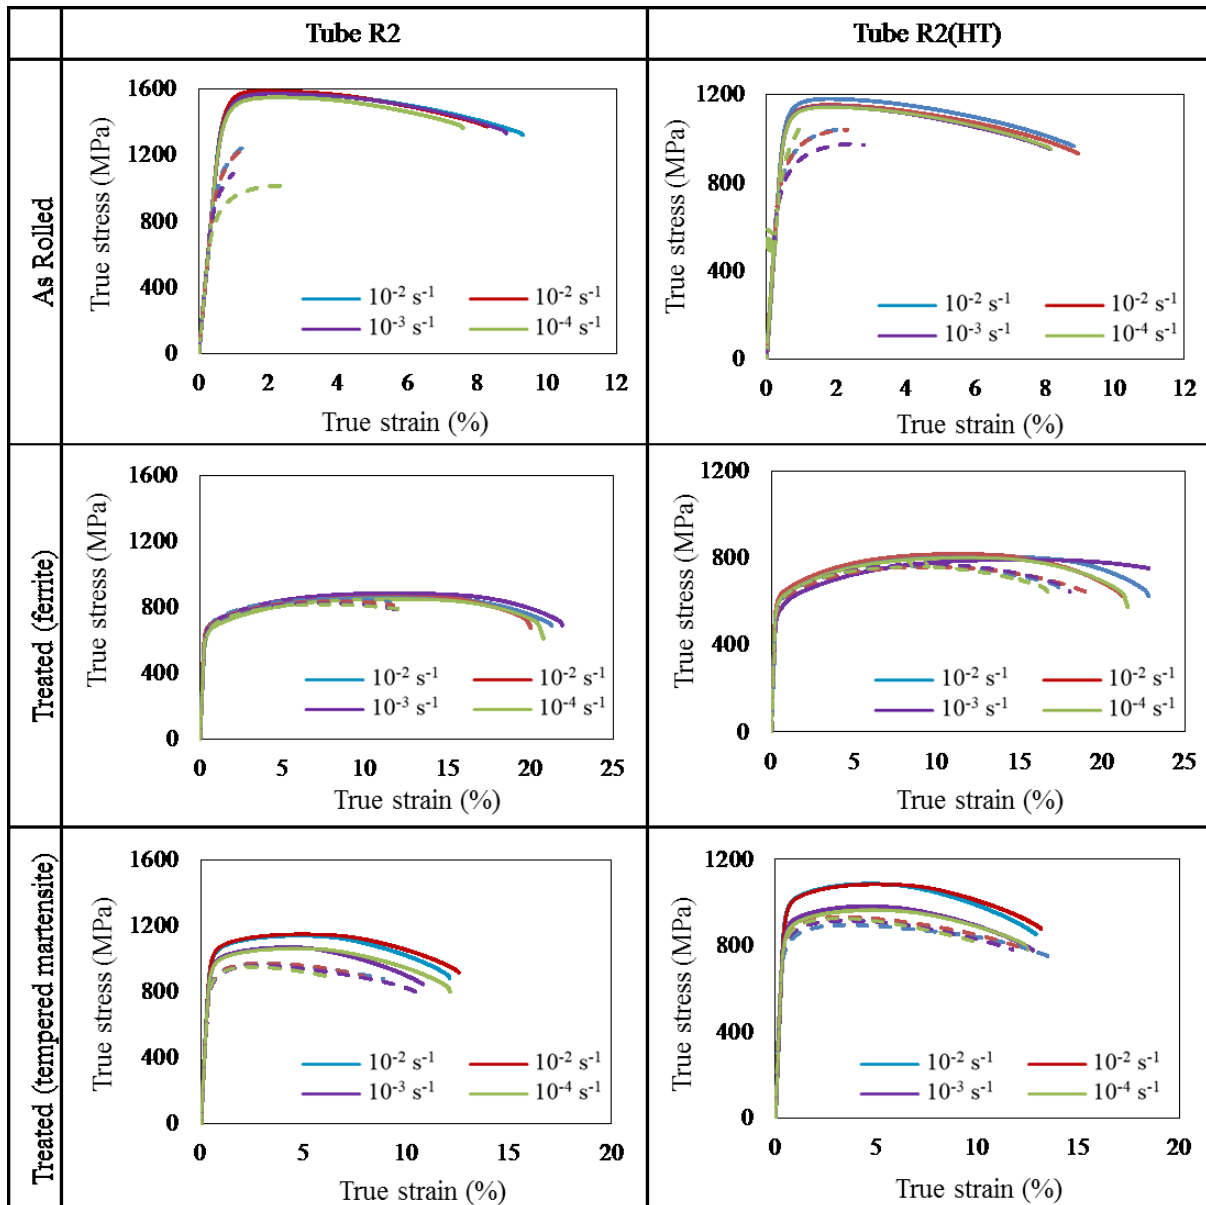 Tube R2
Tube R2(HT)
As Rolled
True stress (MPa)
1600
1200
800
400
0
10⁻² s⁻¹
10⁻² s⁻¹
10⁻³ s⁻¹
10⁻⁴ s⁻¹
0 2 4 6 8 10 12
True strain (%)
True stress (MPa)
1200
800
400
0
10⁻² s⁻¹
10⁻² s⁻¹
10⁻³ s⁻¹
10⁻⁴ s⁻¹
0 2 4 6 8 10 12
True strain (%)
Treated (ferrite)
True stress (MPa)
1600
1200
800
400
0
10⁻² s⁻¹
10⁻² s⁻¹
10⁻³ s⁻¹
10⁻⁴ s⁻¹
0 5 10 15 20 25
True strain (%)
True stress (MPa)
1200
800
400
0
10⁻² s⁻¹
10⁻² s⁻¹
10⁻³ s⁻¹
10⁻⁴ s⁻¹
0 5 10 15 20 25
True strain (%)
Treated (tempered martensite)
True stress (MPa)
1600
1200
800
400
0
10⁻² s⁻¹
10⁻² s⁻¹
10⁻³ s⁻¹
10⁻⁴ s⁻¹
0 5 10 15 20
True strain (%)
True stress (MPa)
1200
800
400
0
10⁻² s⁻¹
10⁻² s⁻¹
10⁻³ s⁻¹
10⁻⁴ s⁻¹
0 5 10 15 20
True strain (%)